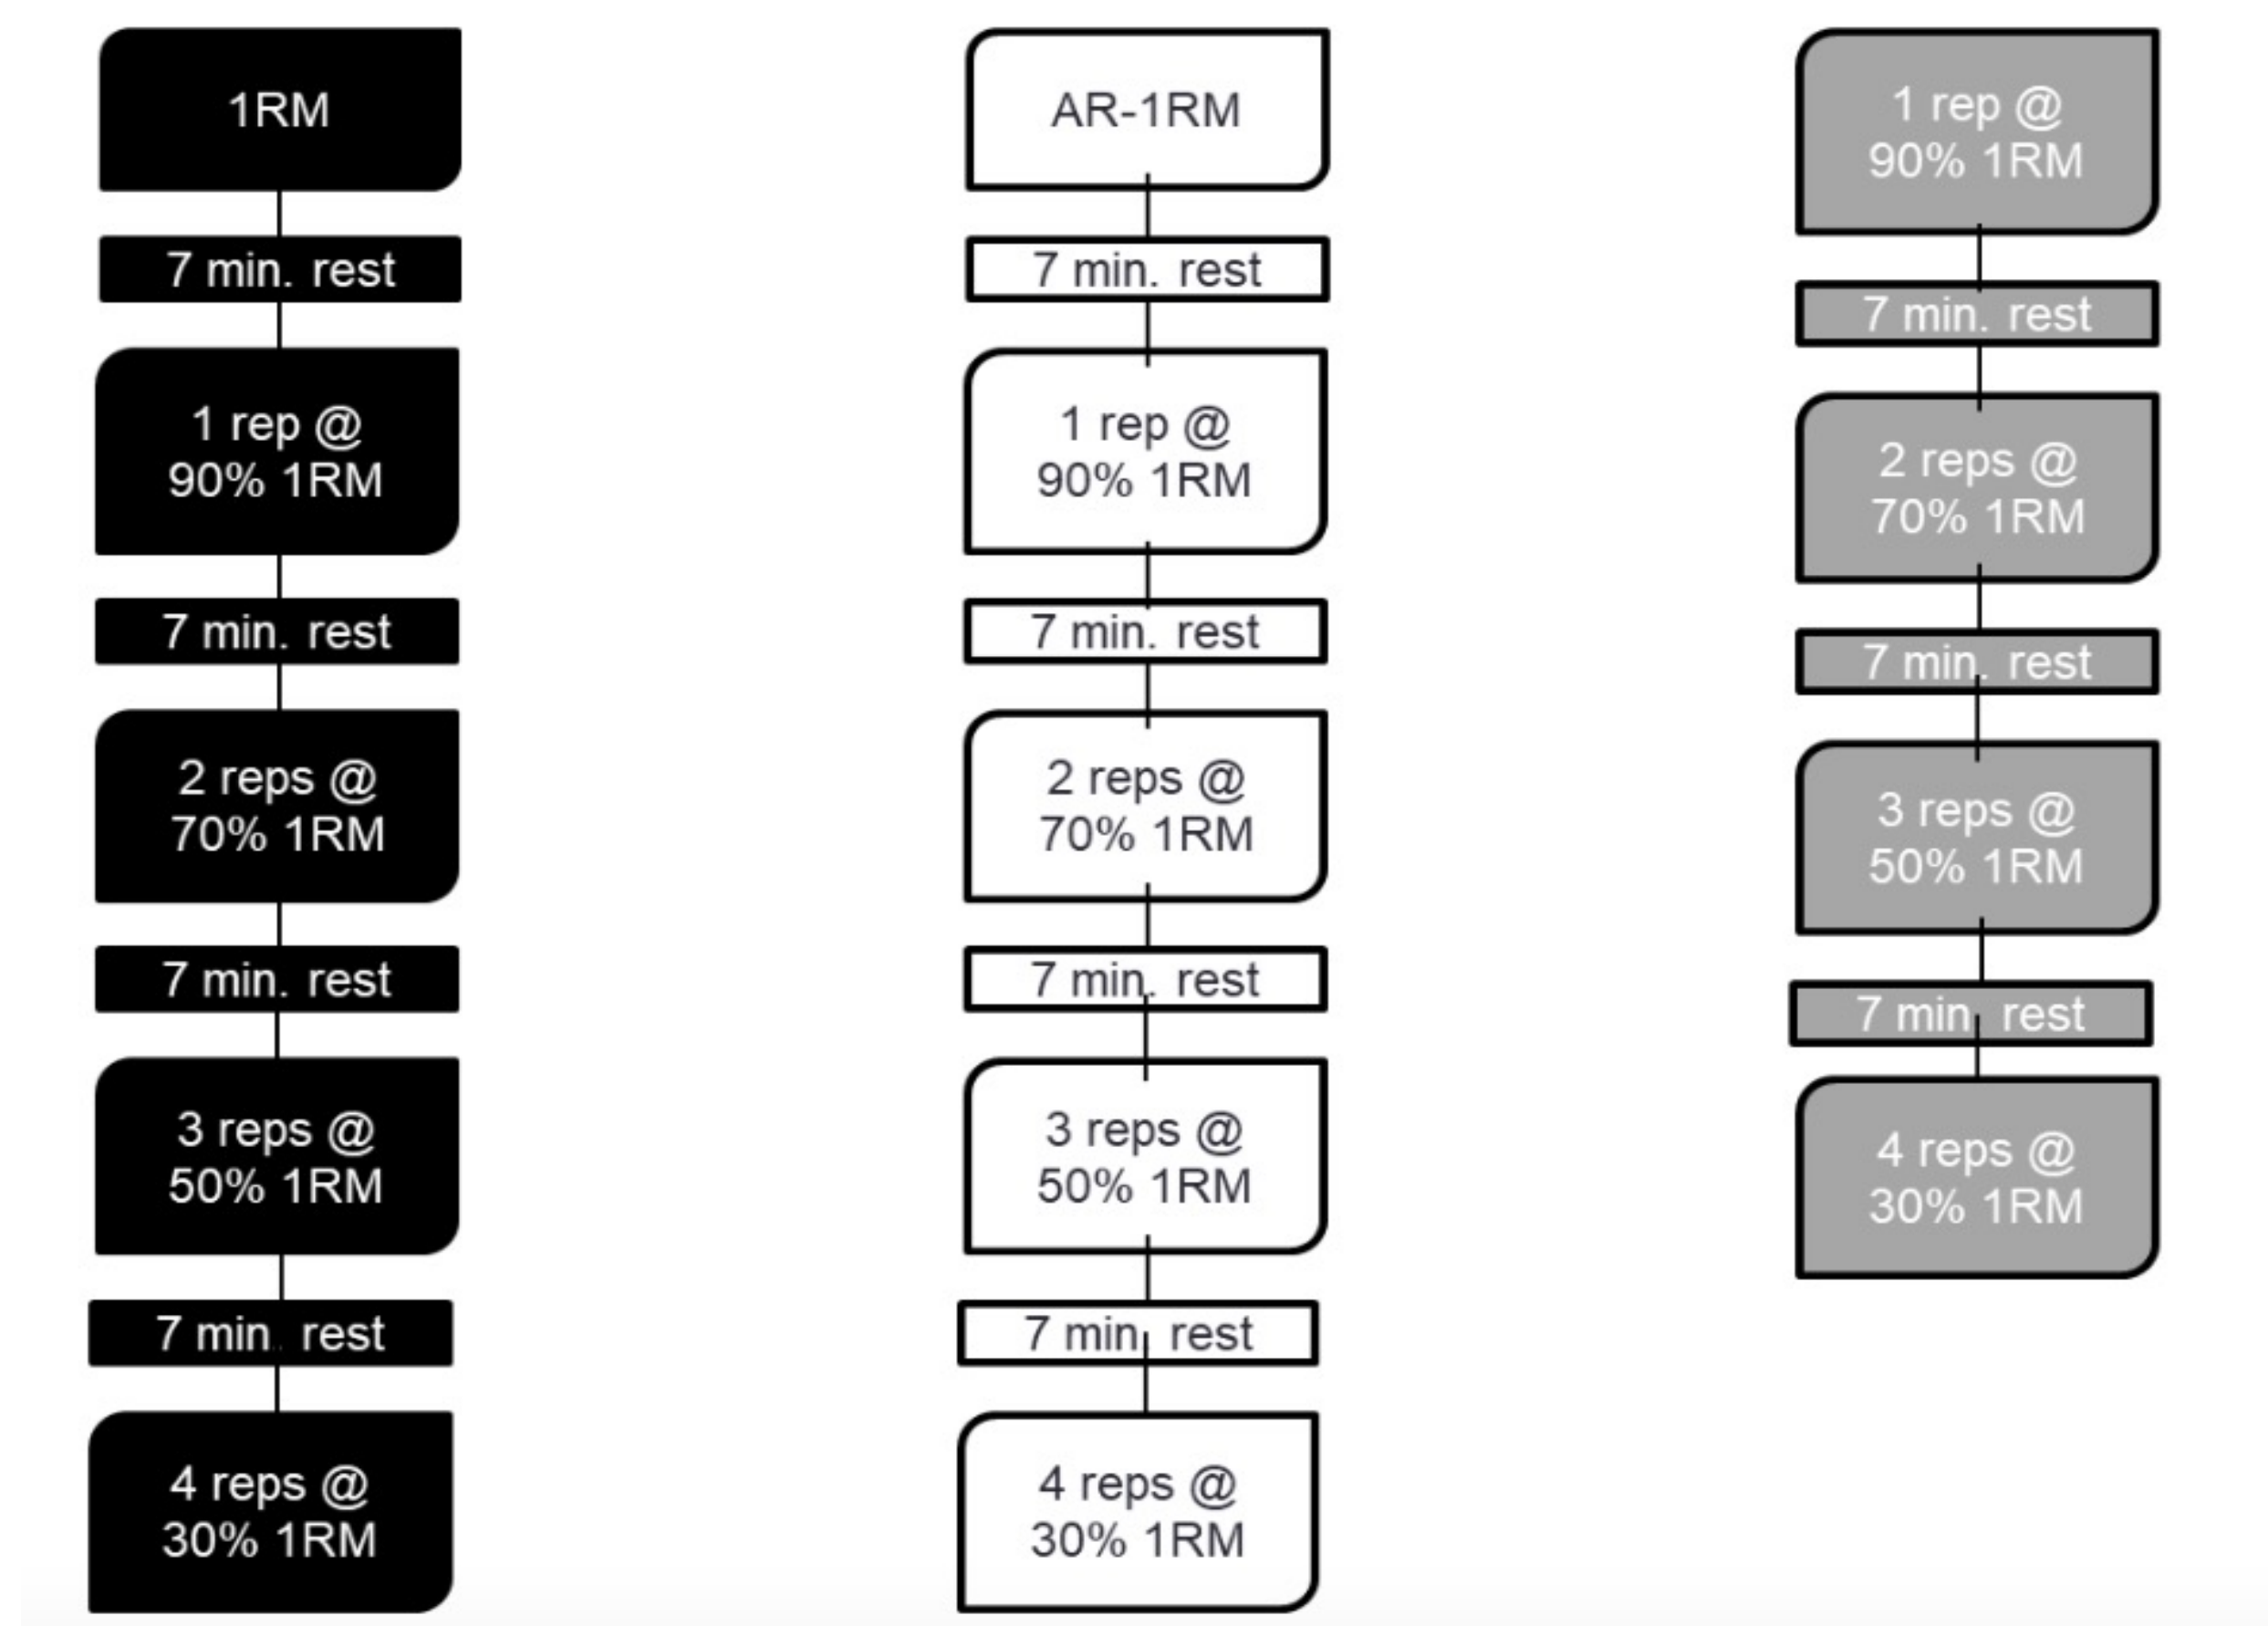 1RM
7 min. rest
1 rep @
90% 1RM
7 min. rest
2 reps @
70% 1RM
7 min. rest
3 reps @
50% 1RM
7 min. rest
4 reps @
30% 1RM
AR-1RM
7 min. rest
1 rep @
90% 1RM
7 min. rest
2 reps @
70% 1RM
7 min. rest
3 reps @
50% 1RM
7 min. rest
4 reps @
30% 1RM
1 rep @
90% 1RM
7 min. rest
2 reps @
70% 1RM
7 min. rest
3 reps @
50% 1RM
7 min. rest
4 reps @
30% 1RM